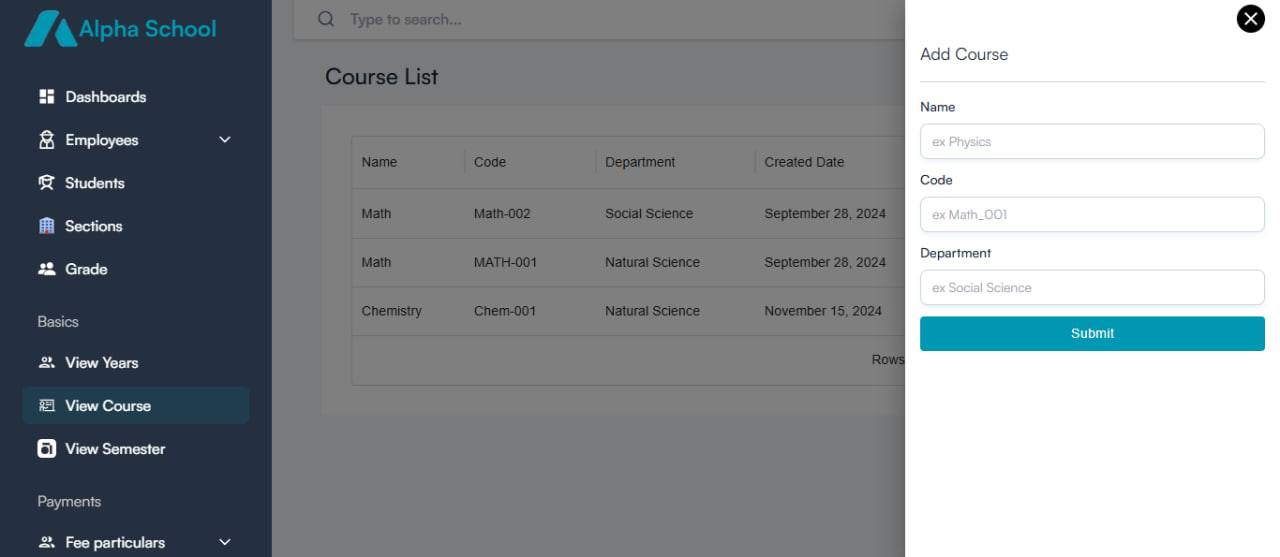 Alpha School
Dashboards
Employees
Students
Sections
Grade
Basics
View Years
View Course
View Semester
Payments
Fee particulars
Type to search...
Course List
Name Code Department Created Date
Math Math-002 Social Science September 28, 2024
Math MATH-001 Natural Science September 28, 2024
Chemistry Chem-001 Natural Science November 15, 2024
Rows
Add Course
Name
ex Physics
Code
ex Math_001
Department
ex Social Science
Submit